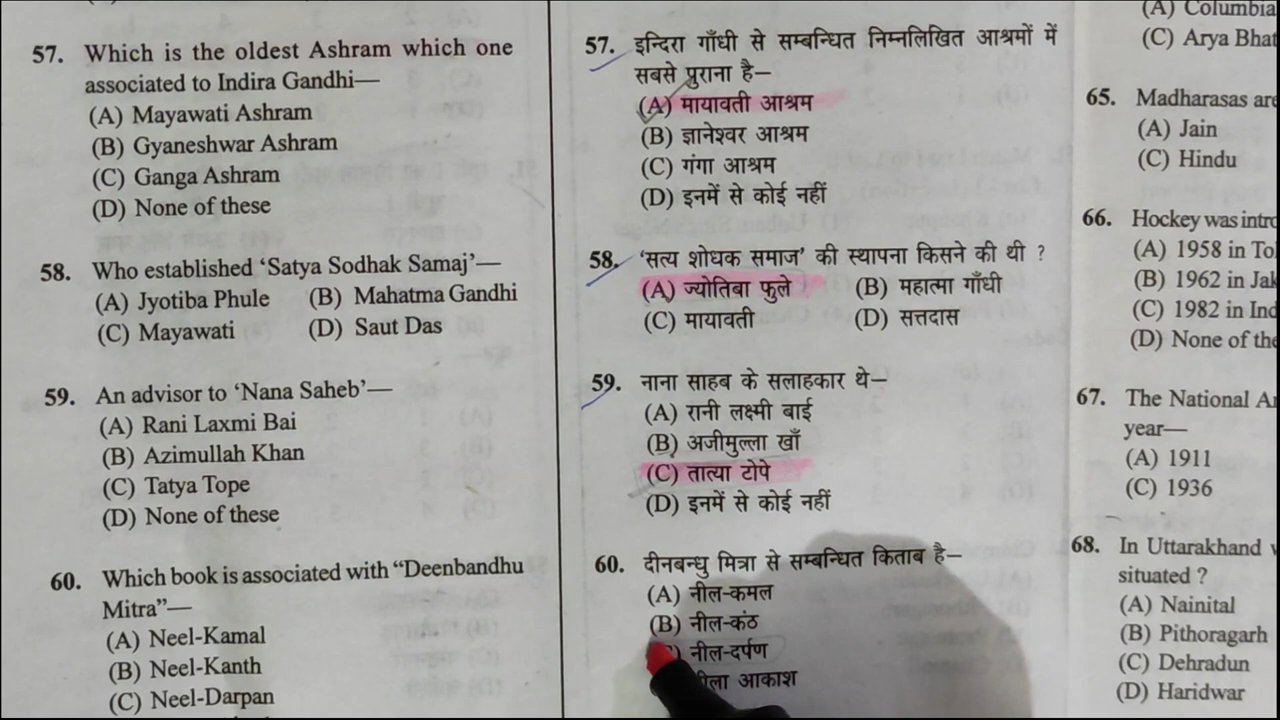 57. Which is the oldest Ashram which one
associated to Indira Gandhi—
(A) Mayawati Ashram
(B) Gyaneshwar Ashram
(C) Ganga Ashram
(D) None of these
58. Who established ‘Satya Sodhak Samaj’—
(A) Jyotiba Phule (B) Mahatma Gandhi
(C) Mayawati (D) Saut Das
59. An advisor to ‘Nana Saheb’—
(A) Rani Laxmi Bai
(B) Azimullah Khan
(C) Tatya Tope
(D) None of these
60. Which book is associated with “Deenbandhu
Mitra”—
(A) Neel-Kamal
(B) Neel-Kanth
(C) Neel-Darpan
57. इन्दिरा गाँधी से सम्बन्धित निम्नलिखित आश्रमों में
सबसे पुराना है—
(A) मायावती आश्रम
(B) ज्ञानेश्वर आश्रम
(C) गंगा आश्रम
(D) इनमें से कोई नहीं
58. ‘सत्य शोधक समाज’ की स्थापना किसने की थी ?
(A) ज्योतिबा फुले (B) महात्मा गाँधी
(C) मायावती (D) सत्तदास
59. नाना साहब के सलाहकार थे—
(A) रानी लक्ष्मी बाई
(B) अजीमुल्ला खाँ
(C) तात्या टोपे
(D) इनमें से कोई नहीं
60. दीनबन्धु मित्रा से सम्बन्धित किताब है—
(A) नील-कमल
(B) नील-कंठ
नील-दर्पण
आकाश
(A) Columbia
(C) Arya Bhat
65. Madharasas are
(A) Jain
(C) Hindu
66. Hockey was intro
(A) 1958 in To
(B) 1962 in Jak
(C) 1982 in Ind
(D) None of the
67. The National Ar
year—
(A) 1911
(C) 1936
68. In Uttarakhand
situated ?
(A) Nainital
(B) Pithoragarh
(C) Dehradun
(D) Haridwar